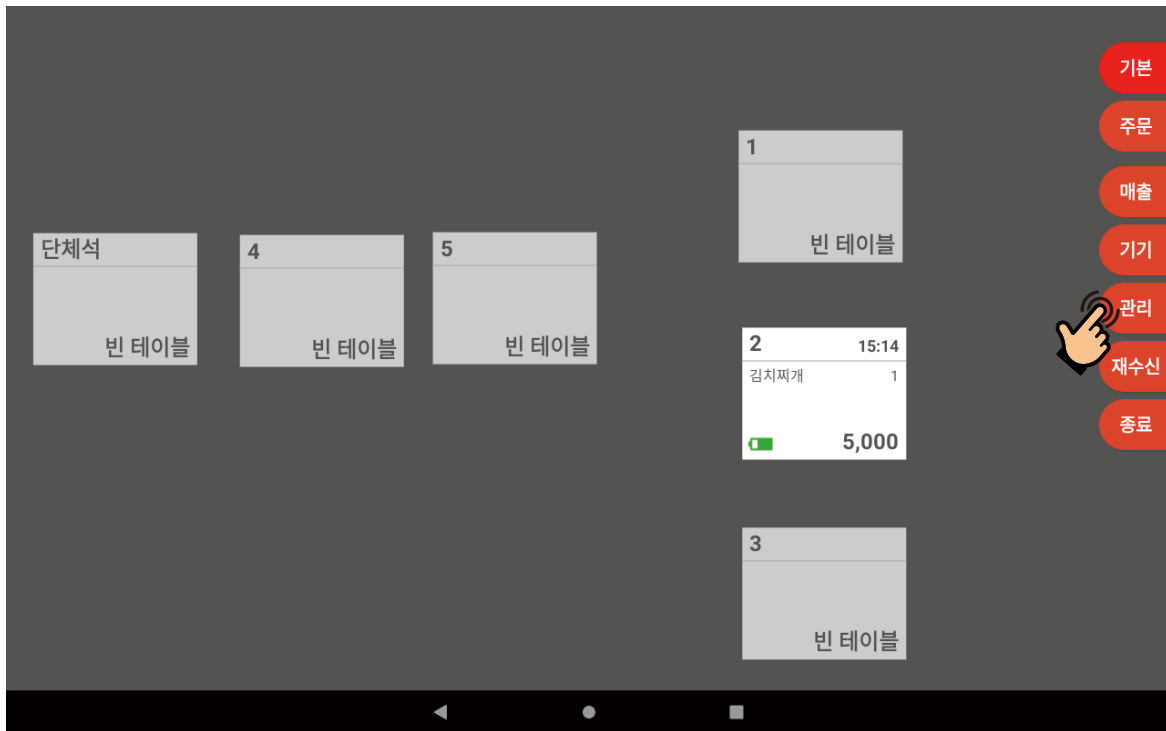 단체석
빈 테이블
4
빈 테이블
5
빈 테이블
1
빈 테이블
2 15:14
김치찌개 1
5,000
3
빈 테이블
기본
주문
매출
기기
관리
재수신
종료